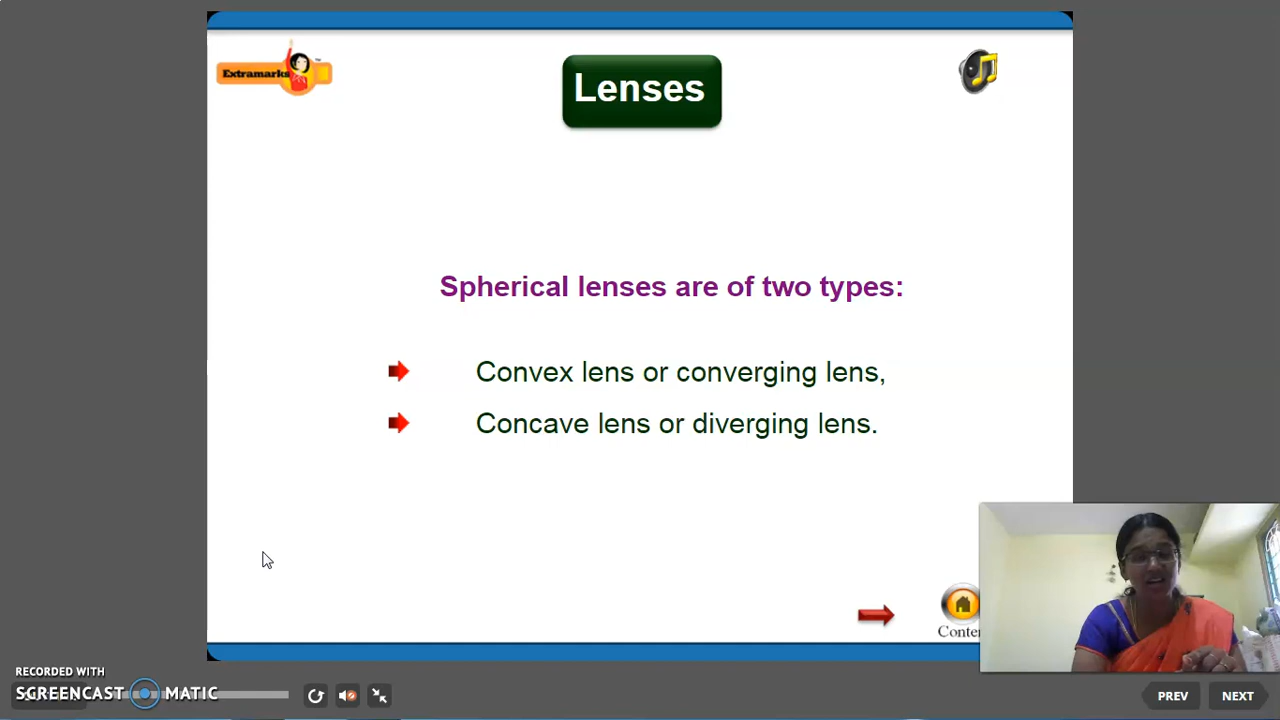 Extramarks
Lenses
Spherical lenses are of two types:
Convex lens or converging lens,
Concave lens or diverging lens.
Conte
RECORDED WITH
SCREENCAST MATIC
PREV
NEXT